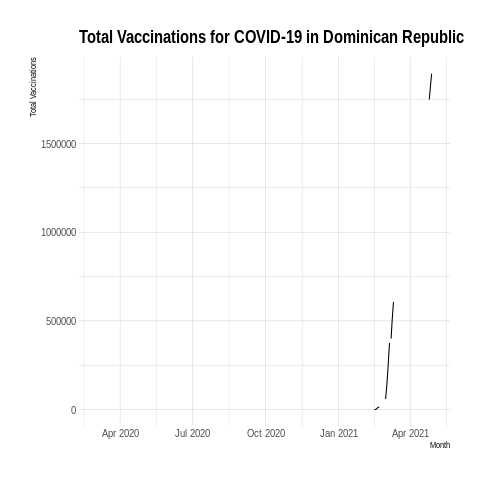 Total Vaccinations for COVID-19 in Dominican Republic
Total Vaccinations
1500000
1000000
500000
0
Apr 2020 Jul 2020 Oct 2020 Jan 2021 Apr 2021
Month